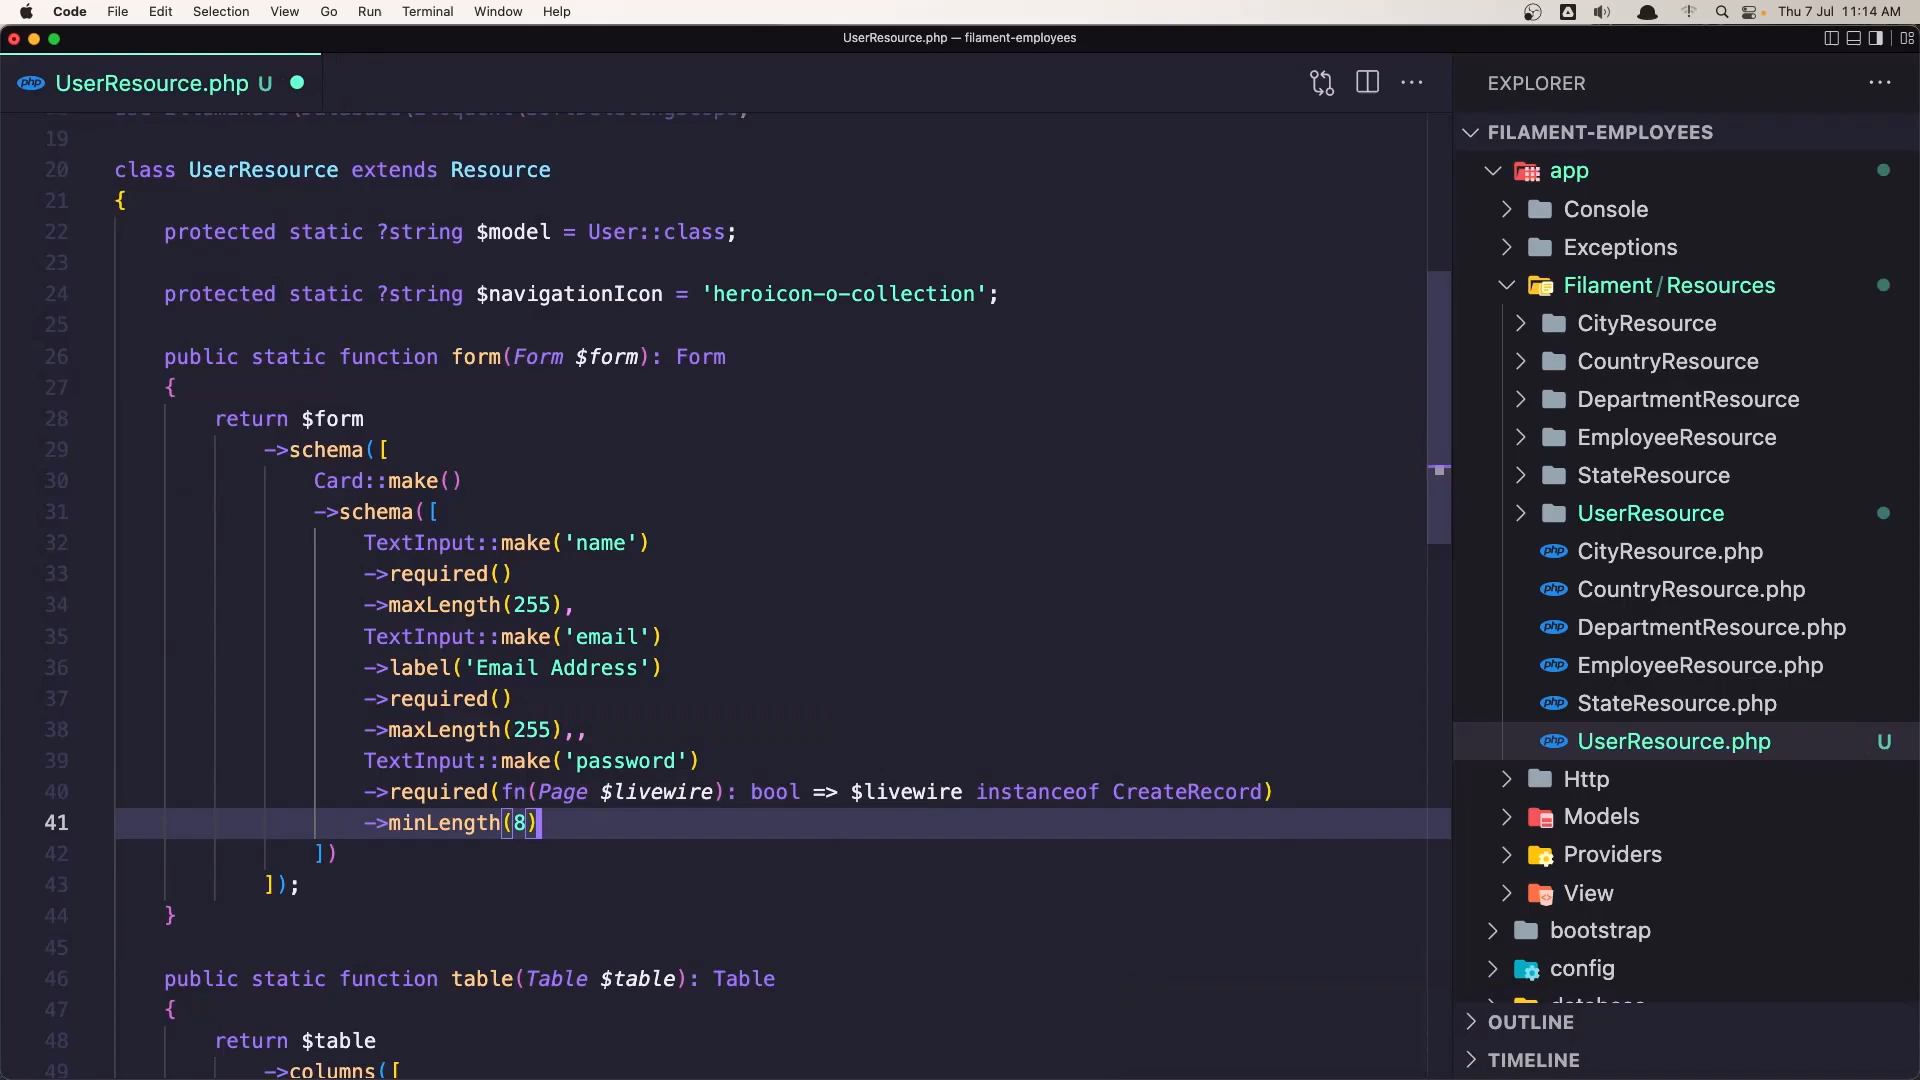 Code File Edit Selection View Go Run Terminal Window Help Thu 7 Jul 11:14 AM
UserResource.php — filament-employees
UserResource.php U
19
20 class UserResource extends Resource
21 {
22 protected static ?string $model = User::class;
23
24 protected static ?string $navigationIcon = 'heroicon-o-collection';
25
26 public static function form(Form $form): Form
27 {
28 return $form
29 ->schema([
30 Card::make()
31 ->schema([
32 TextInput::make('name')
33 ->required()
34 ->maxLength(255),
35 TextInput::make('email')
36 ->label('Email Address')
37 ->required()
38 ->maxLength(255),,
39 TextInput::make('password')
40 ->required(fn(Page $livewire): bool => $livewire instanceof CreateRecord)
41 ->minLength(8)
42 ])
43 ]);
44 }
45
46 public static function table(Table $table): Table
47 {
48 return $table
49 ->columns([
EXPLORER
FILAMENT-EMPLOYEES
app
Console
Exceptions
Filament/Resources
CityResource
CountryResource
DepartmentResource
EmployeeResource
StateResource
UserResource
php CityResource.php
php CountryResource.php
php DepartmentResource.php
php EmployeeResource.php
php StateResource.php
php UserResource.php U
Http
Models
Providers
View
bootstrap
config
OUTLINE
TIMELINE